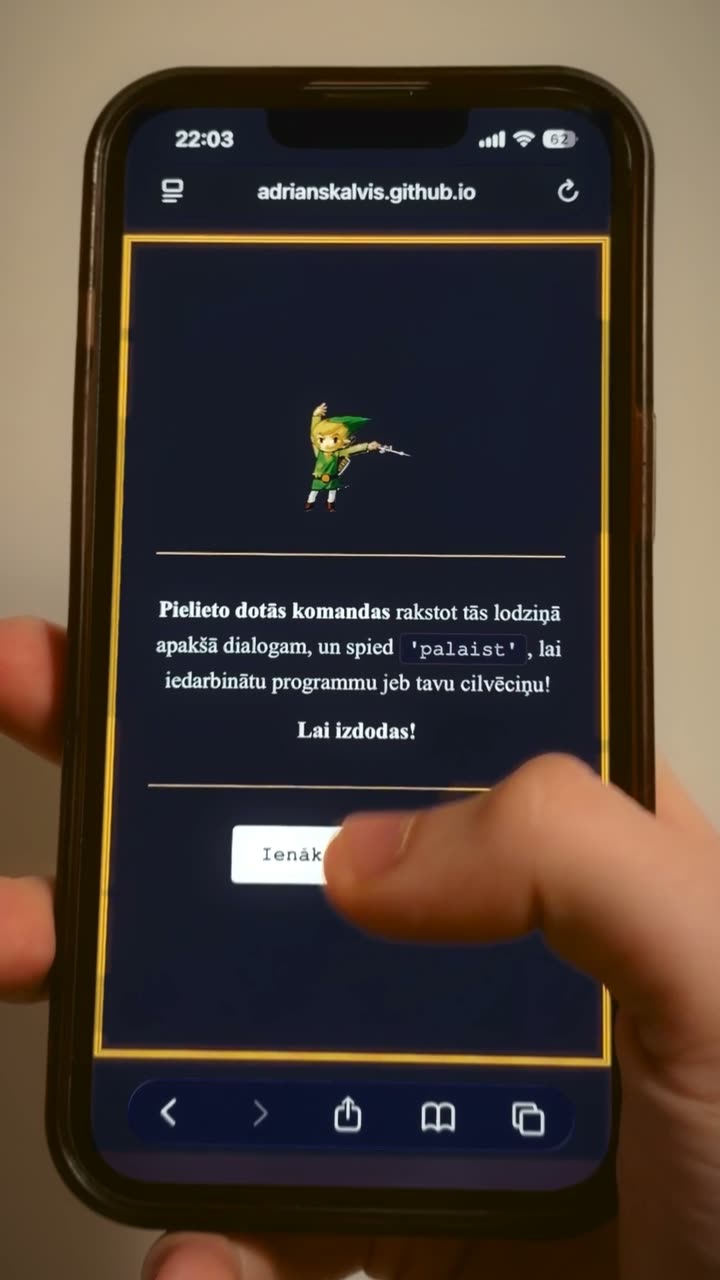 22:03
62
adrianskalvis.github.io
Pielieto dotās komandas rakstot tās lodziņā
apakšā dialogam, un spied 'palaist', lai
iedarbinātu programmu jeb tavu cilvēciņu!
Lai izdodas!
Ienāk